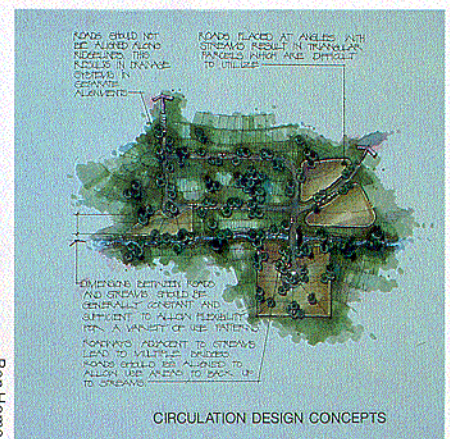 ROADS SHOULD NOT
BE ALIGNED ALONG
RIDGELINES. THIS
RESULTS IN DRAINAGE
SYSTEMS IN
SEPARATE
ALIGNMENTS
ROADS PLACED AT ANGLES WITH
STREAMS RESULT IN TRIANGULAR
PARCELS WHICH ARE DIFFICULT
TO UTILIZE
DIMENSIONS BETWEEN ROADS
AND STREAMS SHOULD BE
GENERALLY CONSTANT AND
SUFFICIENT TO ALLOW FLEXIBILITY
FOR A VARIETY OF USE PATTERNS
ROADWAYS ADJACENT TO STREAMS
LEAD TO MULTIPLE BRIDGES
ROADS SHOULD BE ALIGNED TO
ALLOW USE AREAS TO BACK UP
TO STREAMS
CIRCULATION DESIGN CONCEPTS